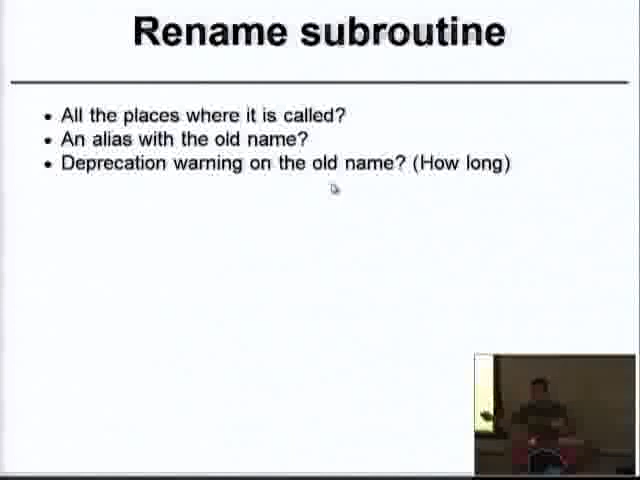 Rename subroutine
All the places where it is called?
An alias with the old name?
Deprecation warning on the old name? (How long)